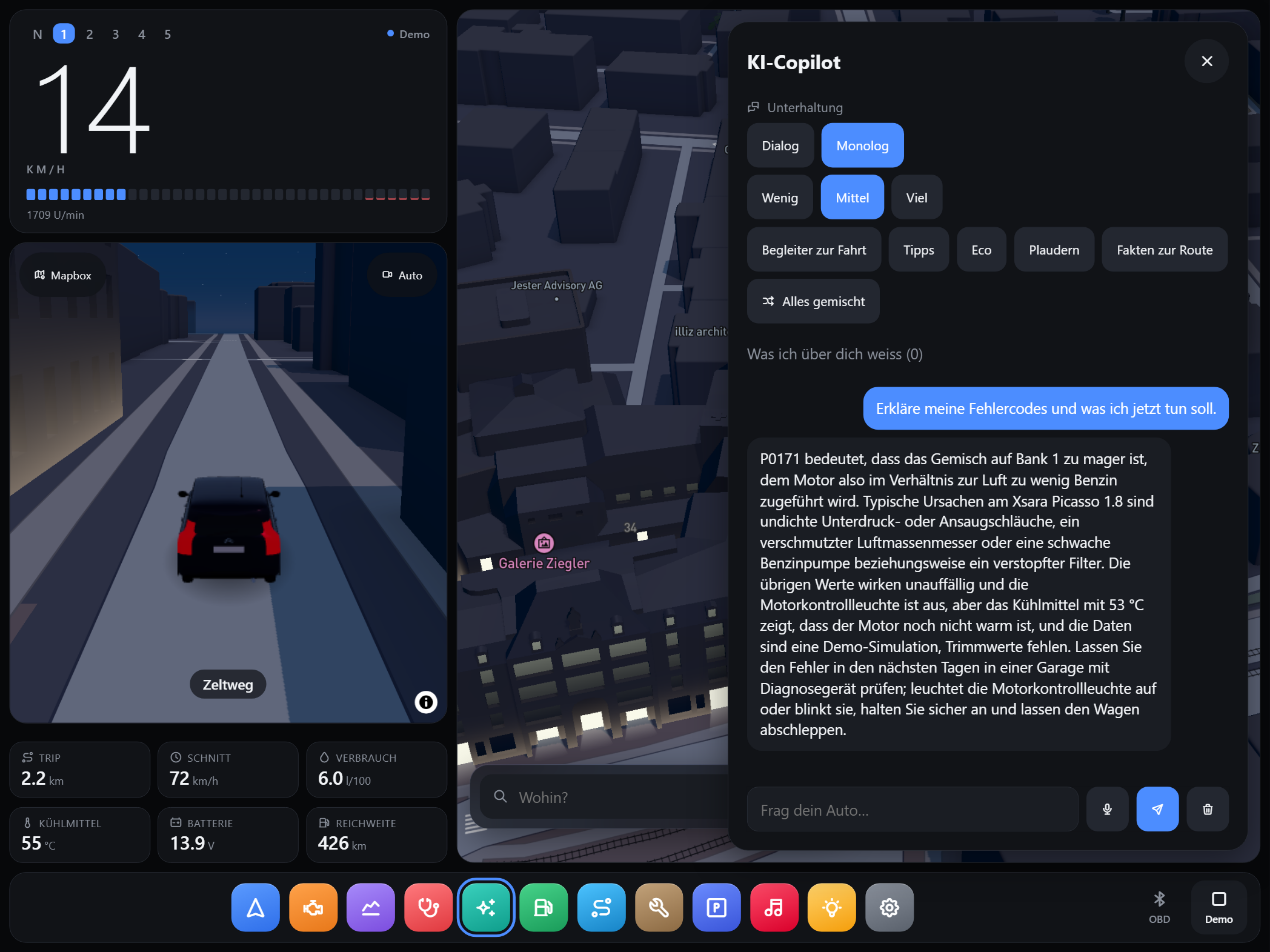 N 1 2 3 4 5
Demo
14
KM/H
1709 U/min
Mapbox
Auto
Zeltweg
TRIP
2.2 km
SCHNITT
72 km/h
VERBRAUCH
6.0 l/100
KÜHLMITTEL
55 °C
BATTERIE
13.9 V
REICHWEITE
426 km
Jester Advisory AG
illiz archit
34
Galerie Ziegler
Wohin?
KI-Copilot
Unterhaltung
Dialog
Monolog
Wenig
Mittel
Viel
Begleiter zur Fahrt
Tipps
Eco
Plaudern
Fakten zur Route
Alles gemischt
Was ich über dich weiss (0)
Erkläre meine Fehlercodes und was ich jetzt tun soll.
P0171 bedeutet, dass das Gemisch auf Bank 1 zu mager ist,
dem Motor also im Verhältnis zur Luft zu wenig Benzin
zugeführt wird. Typische Ursachen am Xsara Picasso 1.8 sind
undichte Unterdruck- oder Ansaugschläuche, ein
verschmutzter Luftmassenmesser oder eine schwache
Benzinpumpe beziehungsweise ein verstopfter Filter. Die
übrigen Werte wirken unauffällig und die
Motorkontrollleuchte ist aus, aber das Kühlmittel mit 53 °C
zeigt, dass der Motor noch nicht warm ist, und die Daten
sind eine Demo-Simulation, Trimmwerte fehlen. Lassen Sie
den Fehler in den nächsten Tagen in einer Garage mit
Diagnosegerät prüfen; leuchtet die Motorkontrollleuchte auf
oder blinkt sie, halten Sie sicher an und lassen den Wagen
abschleppen.
Frag dein Auto...
P
OBD
Demo